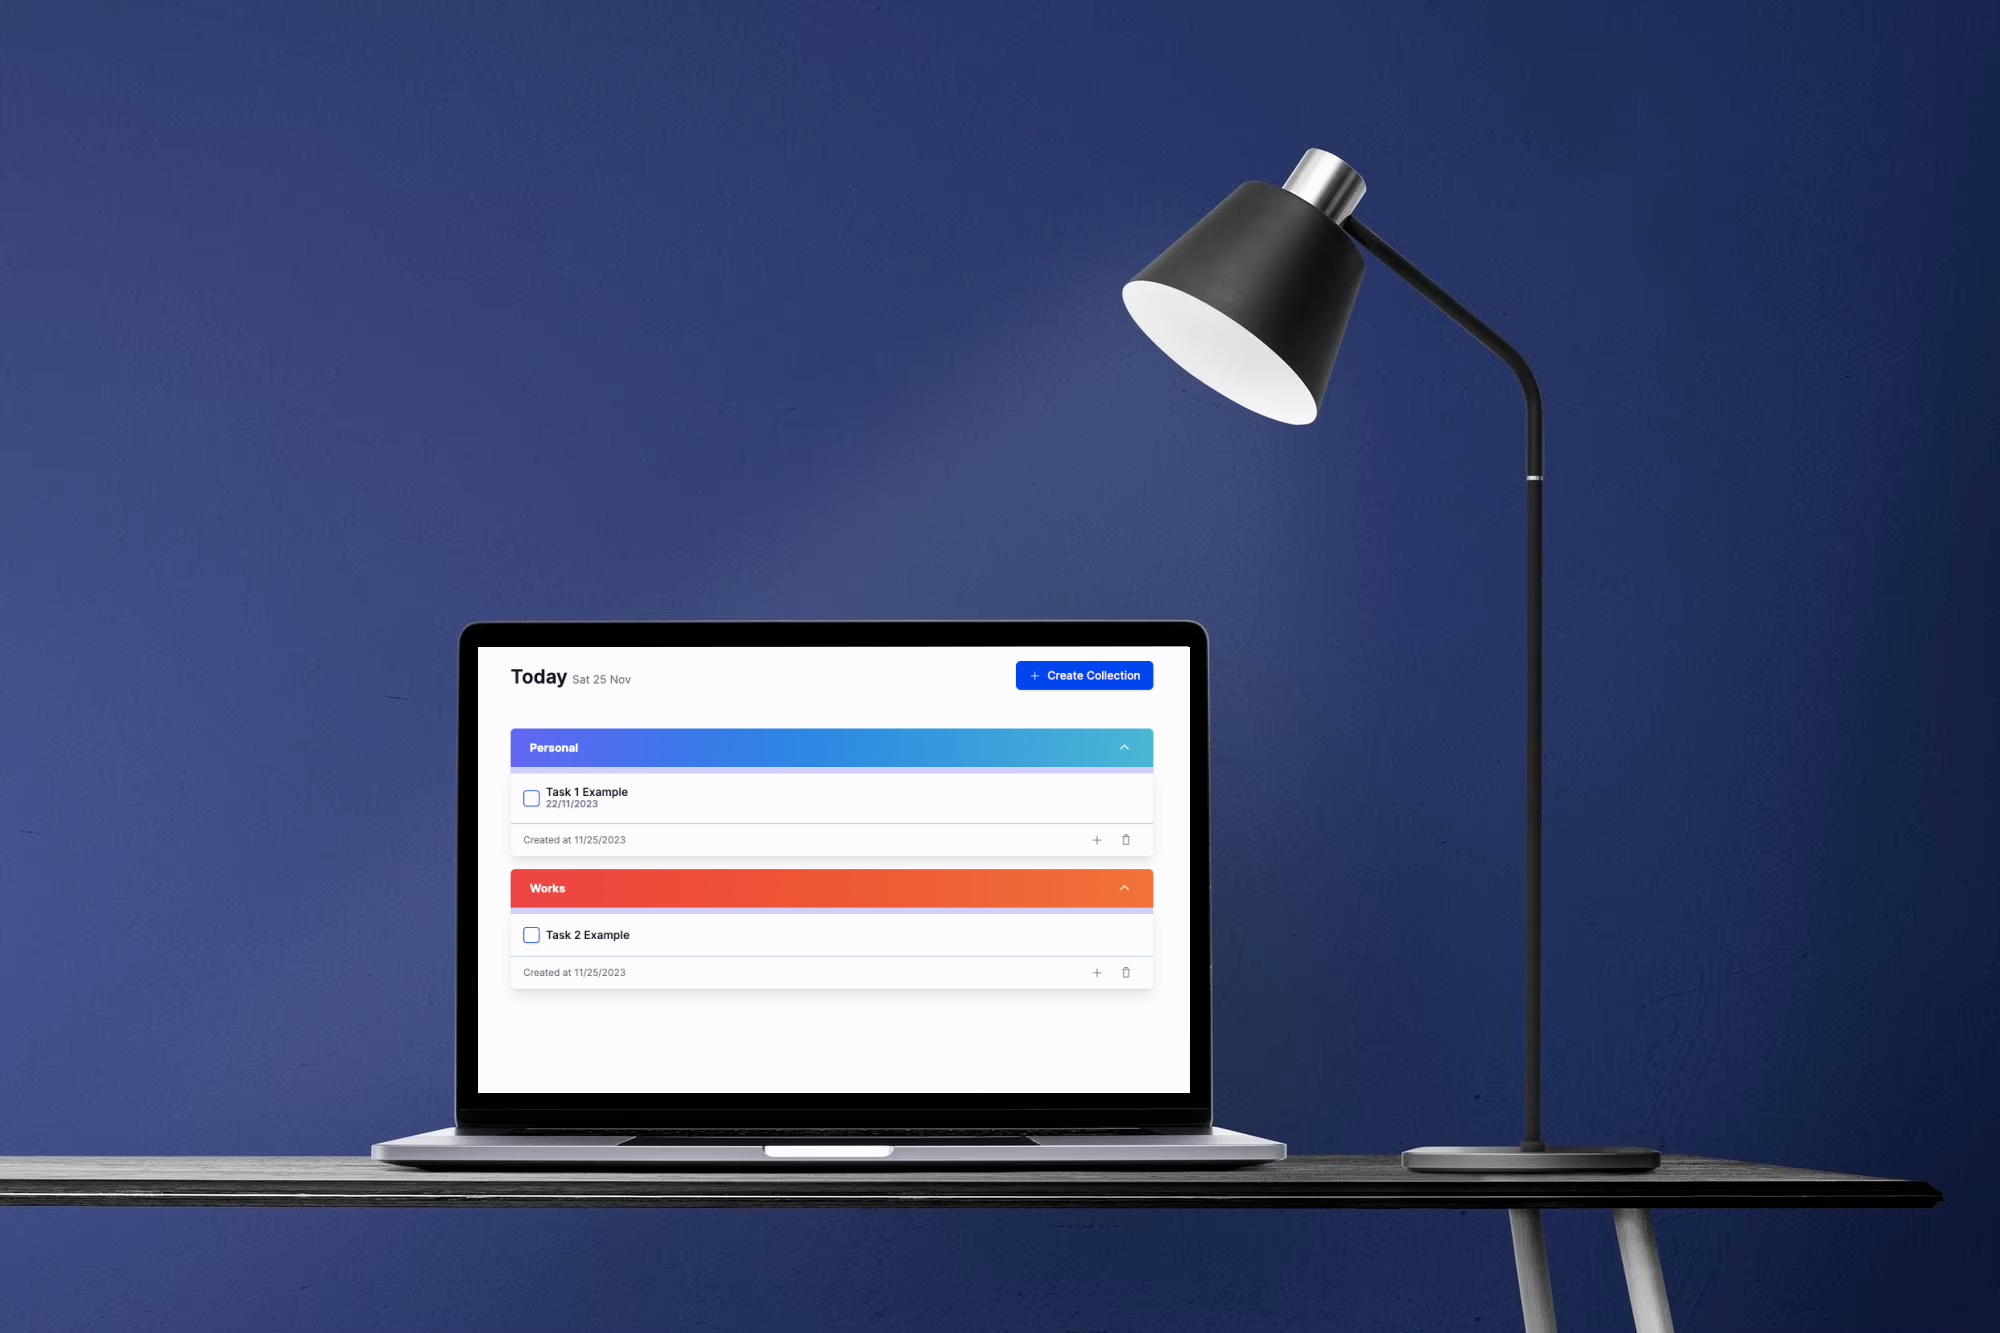 Today Sat 25 Nov
+ Create Collection
Personal
Task 1 Example
22/11/2023
Created at 11/25/2023
Works
Task 2 Example
Created at 11/25/2023